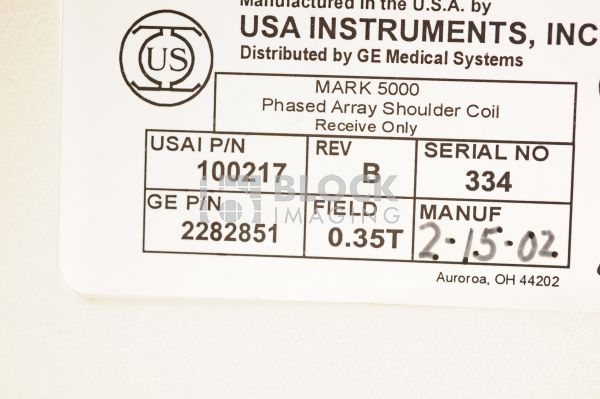 Manufactured in the U.S.A. by
USA INSTRUMENTS, INC
Distributed by GE Medical Systems
US
MARK 5000
Phased Array Shoulder Coil
Receive Only
USAI P/N
100217
REV
B
SERIAL NO
334
GE P/N
2282851
FIELD
0.35T
MANUF
2-15-02
Auroroa, OH 44202
BLOCK
IMAGING